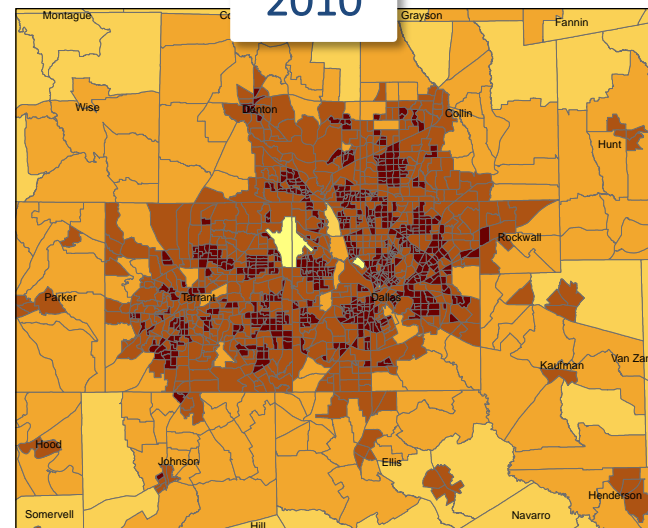 2010
Montague
Co
Grayson
Fannin
Wise
Denton
Collin
Hunt
Rockwall
Parker
Tarrant
Dallas
Kaufman
Van Zan
Hood
Johnson
Ellis
Henderson
Somervell
Hill
Navarro